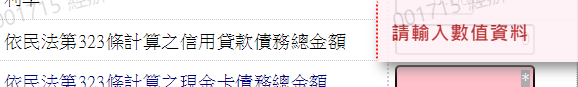 依民法第323條計算之信用貸款債務總金額
請輸入數值資料
依民法第323條計算之現金卡債務總金額
*